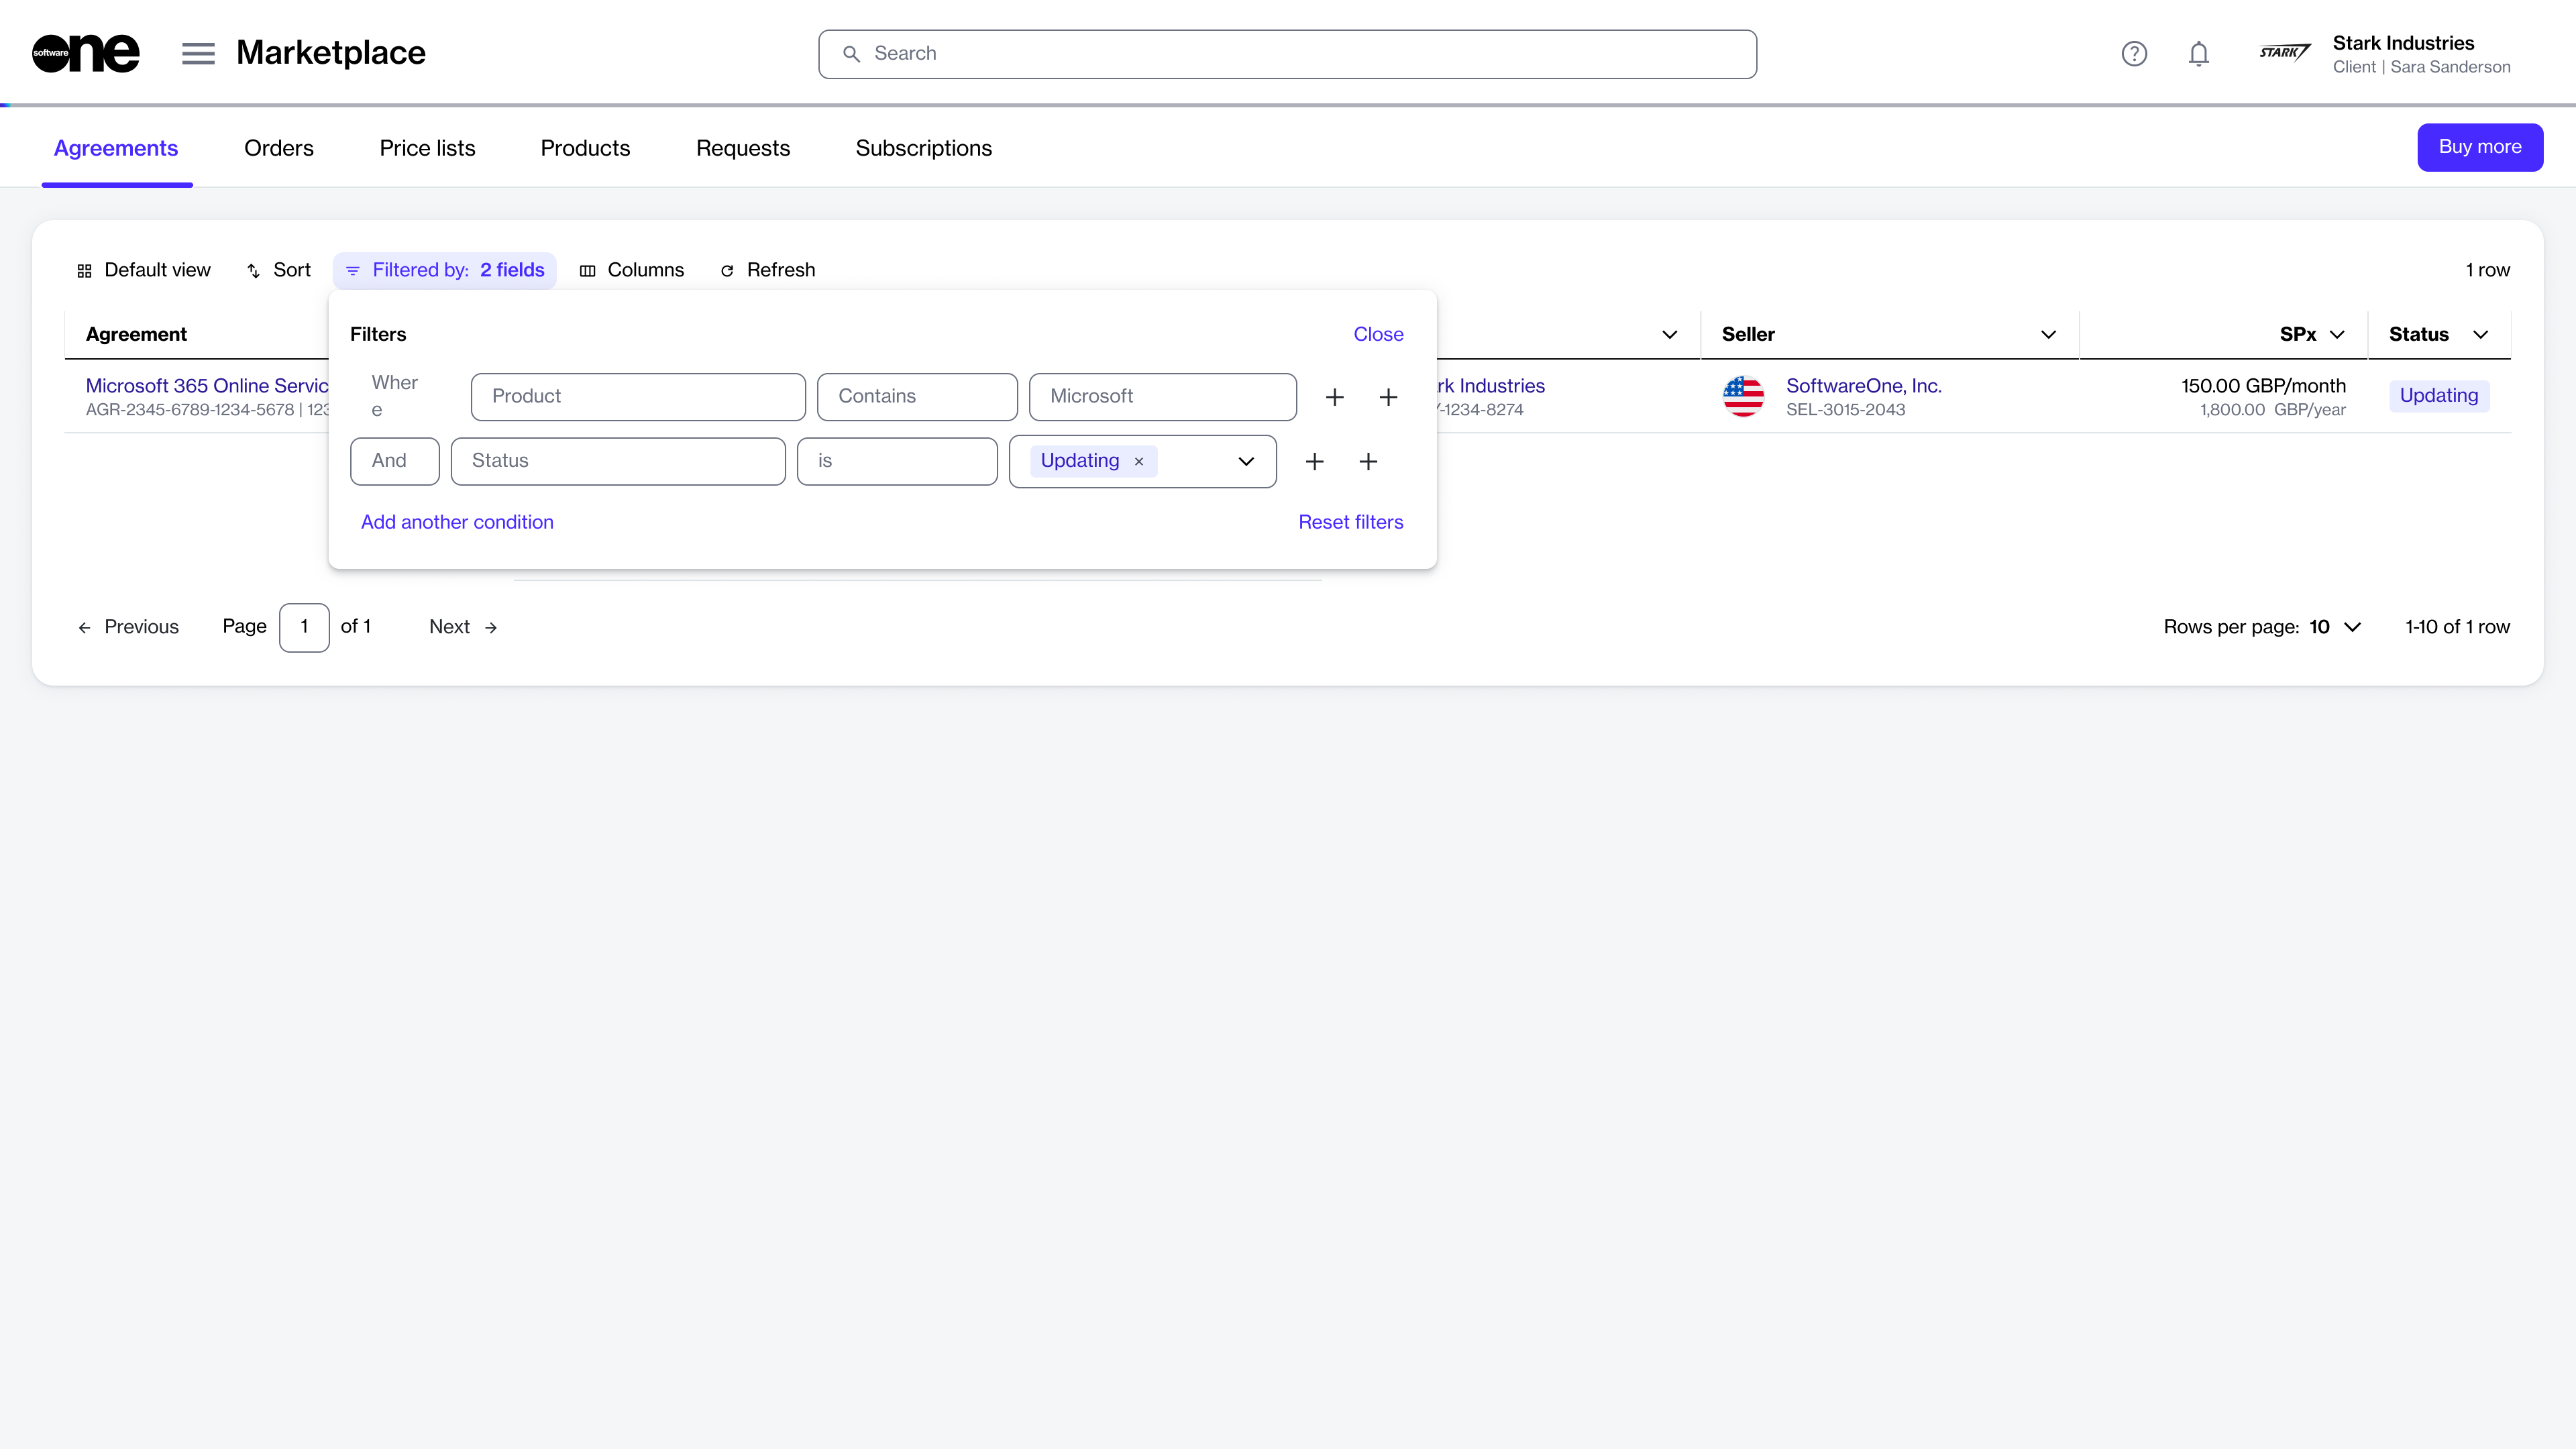 software one
Marketplace
Search
STARK
Stark Industries
Client | Sara Sanderson
Agreements
Orders
Price lists
Products
Requests
Subscriptions
Buy more
Default view
Sort
Filtered by: 2 fields
Columns
Refresh
1 row
Agreement
Seller
SPx
Status
Filters
Close
Microsoft 365 Online Servic
AGR-2345-6789-1234-5678 | 123
Wher
e
Product
Contains
Microsoft
rk Industries
-1234-8274
SoftwareOne, Inc.
SEL-3015-2043
150.00 GBP/month
1,800.00 GBP/year
Updating
And
Status
is
Updating ×
Add another condition
Reset filters
Previous
Page 1 of 1
Next
Rows per page: 10
1-10 of 1 row